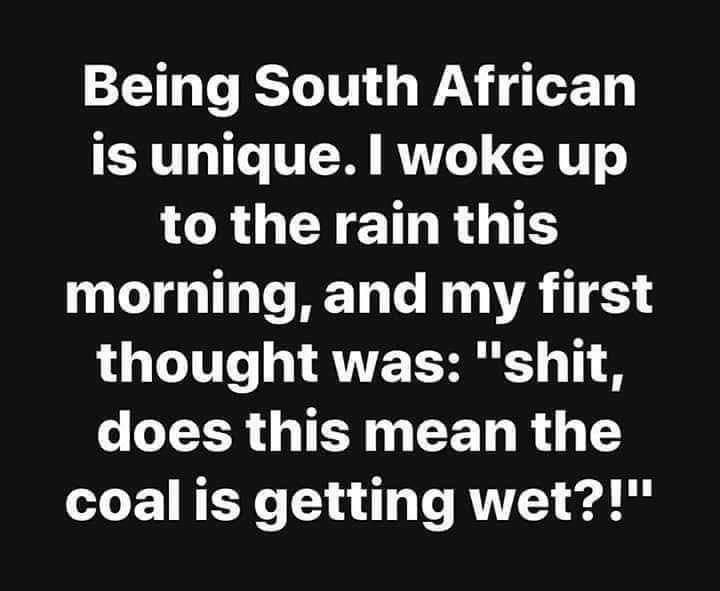 Being South African
is unique. I woke up
to the rain this
morning, and my first
thought was: "shit,
does this mean the
coal is getting wet?!"